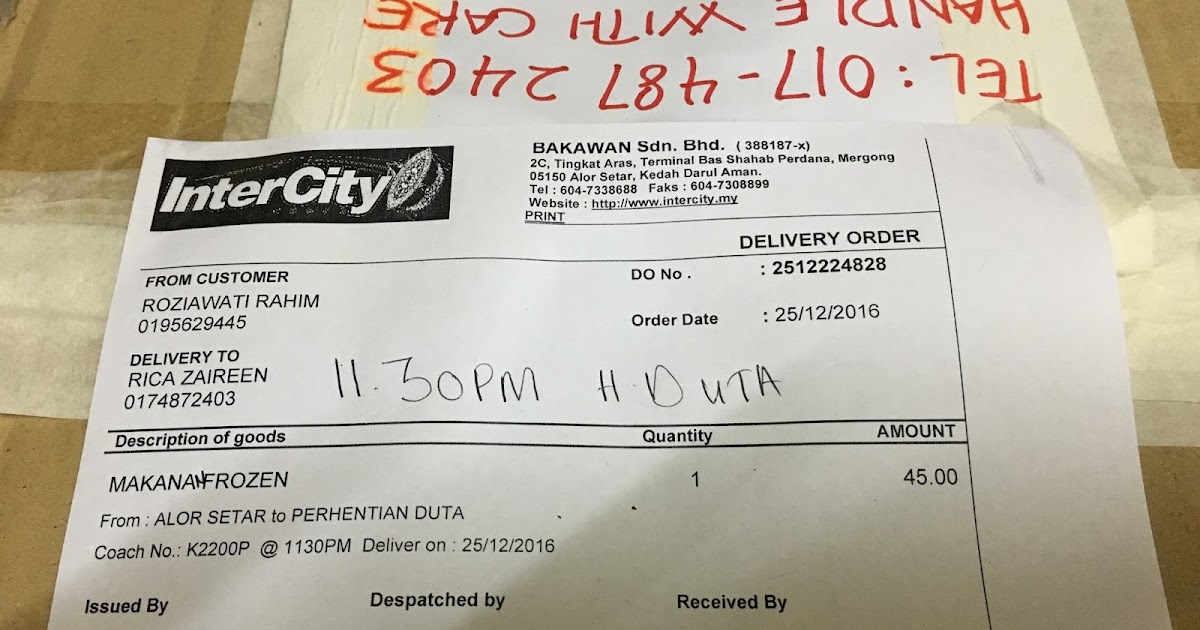 HANDLE WITH CARE
TEL: 017-487 2403
InterCity
BAKAWAN Sdn. Bhd. ( 388187-x)
2C, Tingkat Aras, Terminal Bas Shahab Perdana, Mergong
05150 Alor Setar, Kedah Darul Aman.
Tel : 604-7338688 Faks : 604-7308899
Website : http://www.intercity.my
PRINT
DELIVERY ORDER
FROM CUSTOMER
ROZIAWATI RAHIM
0195629445
DO No . : 2512224828
Order Date : 25/12/2016
DELIVERY TO
RICA ZAIREEN
0174872403
11.30PM H.DUTA
Description of goods Quantity AMOUNT
MAKANAN FROZEN 1 45.00
From : ALOR SETAR to PERHENTIAN DUTA
Coach No.: K2200P @ 1130PM Deliver on : 25/12/2016
Issued By Despatched by Received By